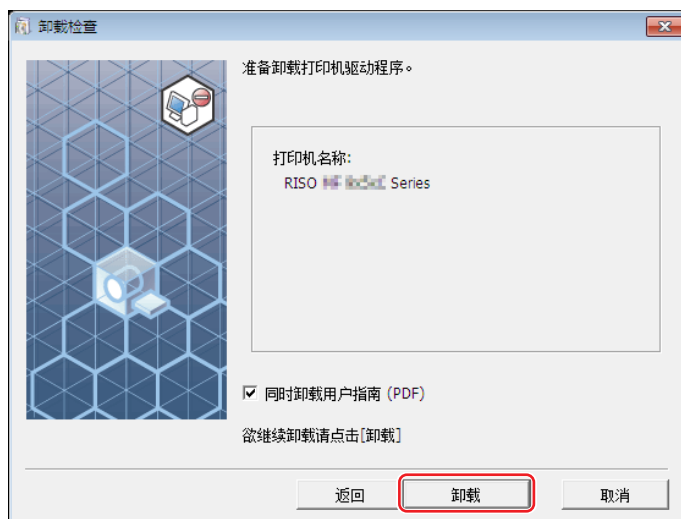 卸载检查
准备卸载打印机驱动程序。
打印机名称:
RISO Series
同时卸载用户指南 (PDF)
欲继续卸载请点击[卸载]
返回
卸载
取消